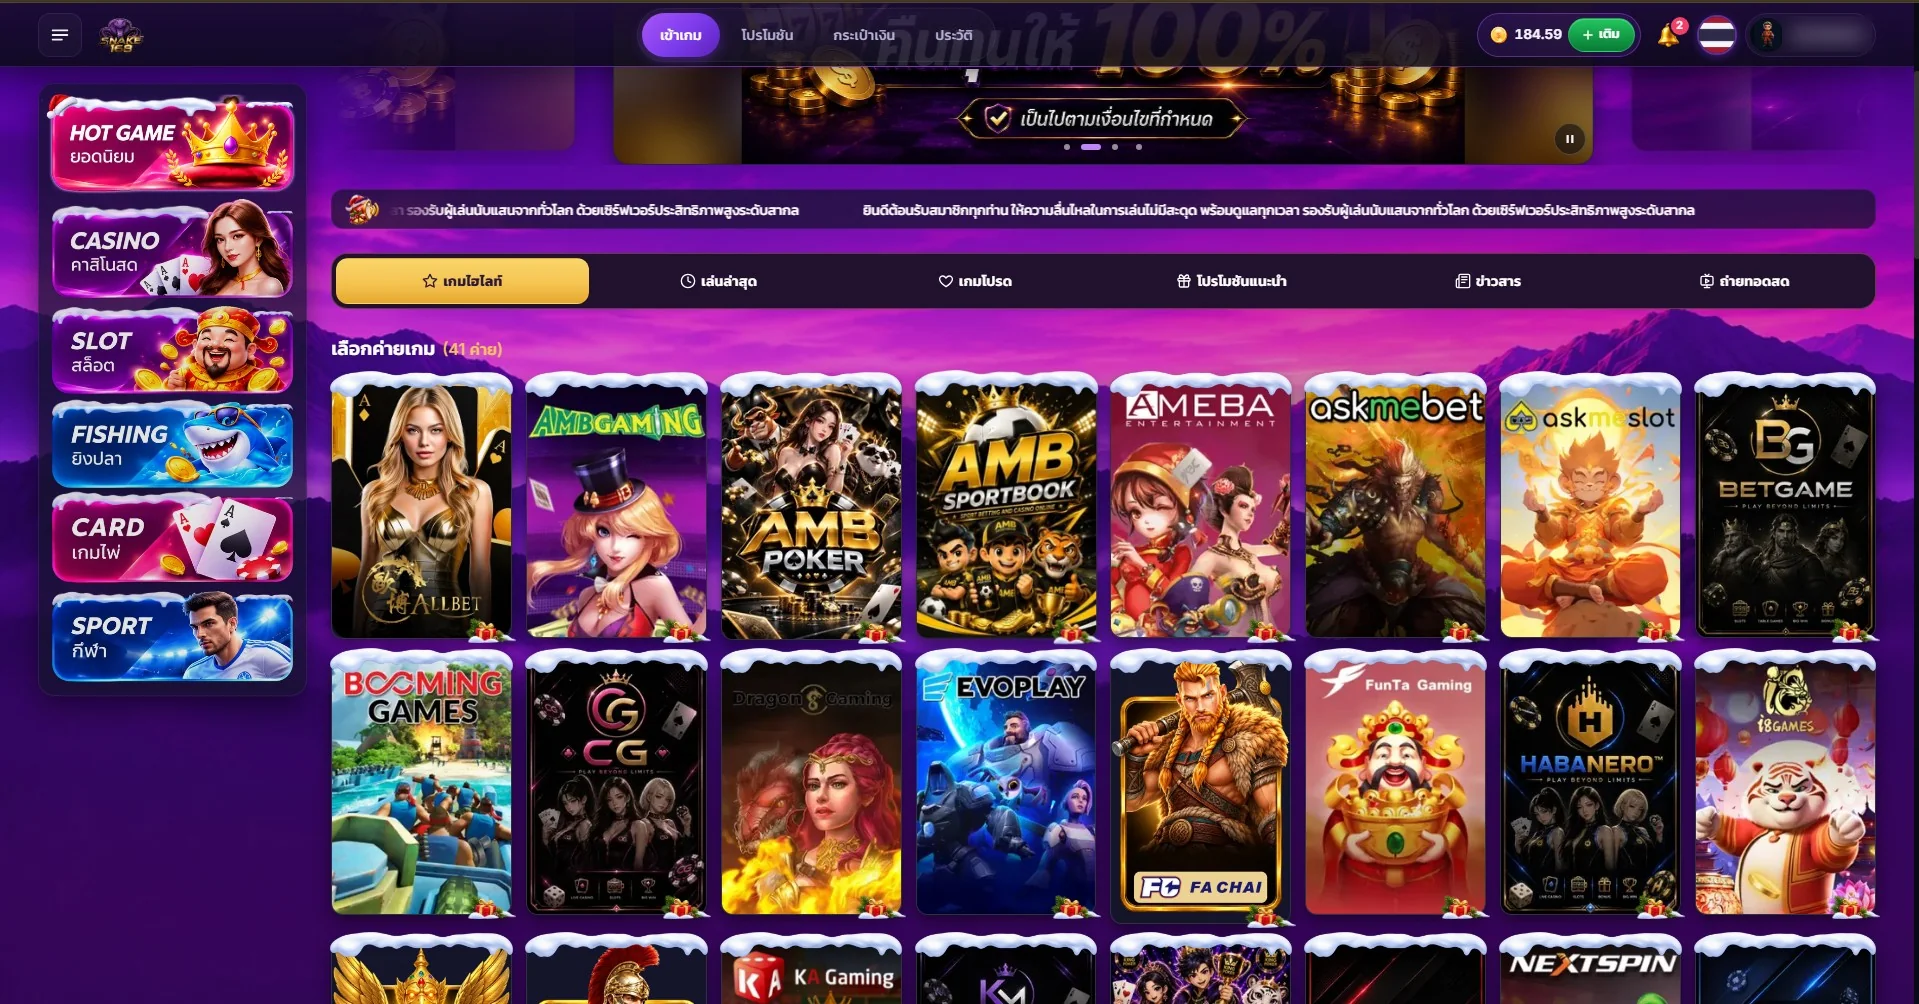 SNAKE
169
เข้าเกม
โปรโมชัน
กระเป๋าเงิน
ประวัติ
คืนทุนให้ 100%
184.59
+ เติม
2
เป็นไปตามเงื่อนไขที่กำหนด
HOT GAME
ยอดนิยม
CASINO
คาสิโนสด
SLOT
สล็อต
FISHING
ยิงปลา
CARD
เกมไพ่
SPORT
กีฬา
รองรับผู้เล่นนับแสนจากทั่วโลก ด้วยเซิร์ฟเวอร์ประสิทธิภาพสูงระดับสากล
ยินดีต้อนรับสมาชิกทุกท่าน ให้ความลื่นไหลในการเล่นไม่มีสะดุด พร้อมดูแลทุกเวลา รองรับผู้เล่นนับแสนจากทั่วโลก ด้วยเซิร์ฟเวอร์ประสิทธิภาพสูงระดับสากล
เกมไฮไลท์
เล่นล่าสุด
เกมโปรด
โปรโมชันแนะนำ
ข่าวสาร
ถ่ายทอดสด
เลือกค่ายเกม (41 ค่าย)
ALLBET
AMBGAMING
AMB
POKER
AMB
SPORTBOOK
SPORT BETTING AND CASINO ONLINE
AMEBA
ENTERTAINMENT
askmebet
askmeslot
BG
BETGAME
PLAY BEYOND LIMITS
BOOMING
GAMES
CG
PLAY BEYOND LIMITS
Dragon Gaming
EVOPLAY
FC FA CHAI
FunTa Gaming
H
HABANERO™
PLAY BEYOND LIMITS
i8
i8GAMES
KA KA Gaming
KM
NEXTSPIN